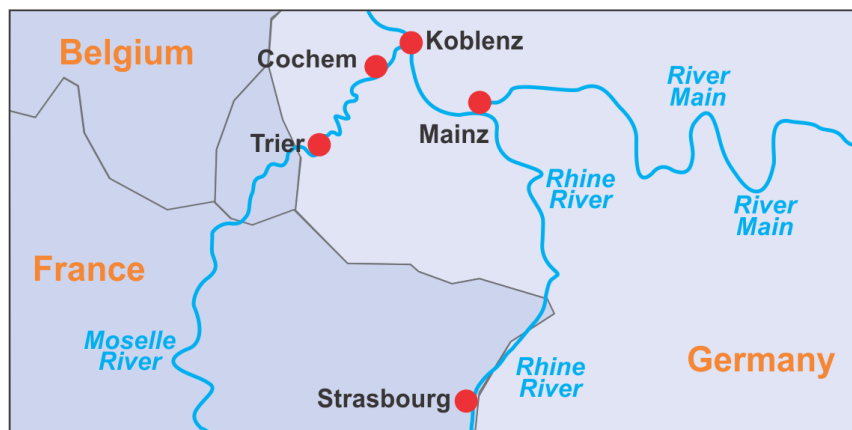 Belgium
Cochem
Koblenz
River
Main
Trier
Mainz
Rhine
River
River
Main
France
Moselle
River
Rhine
River
Germany
Strasbourg